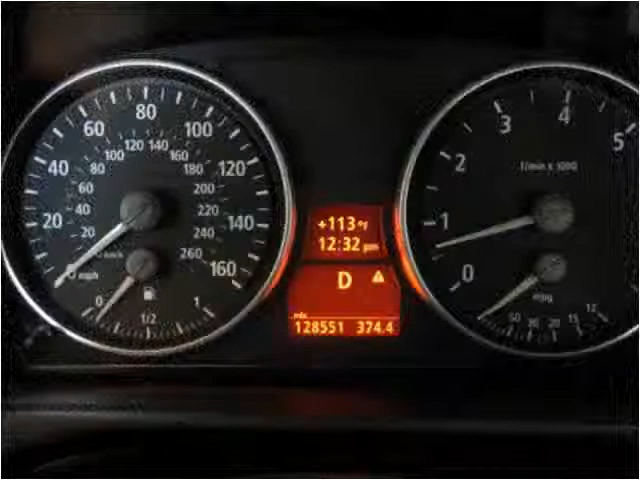 80
60 100
120 140
100 160
40 80 180 120
60 200
20 40 220 140
20 240
0 km/h 260
0 mph 160
0 1
1/2
+113°F
12:32 pm
D
mls
128551 374.4
3 4 5
2 1/min x 1000
1
0
mpg
50 30 20 15 12